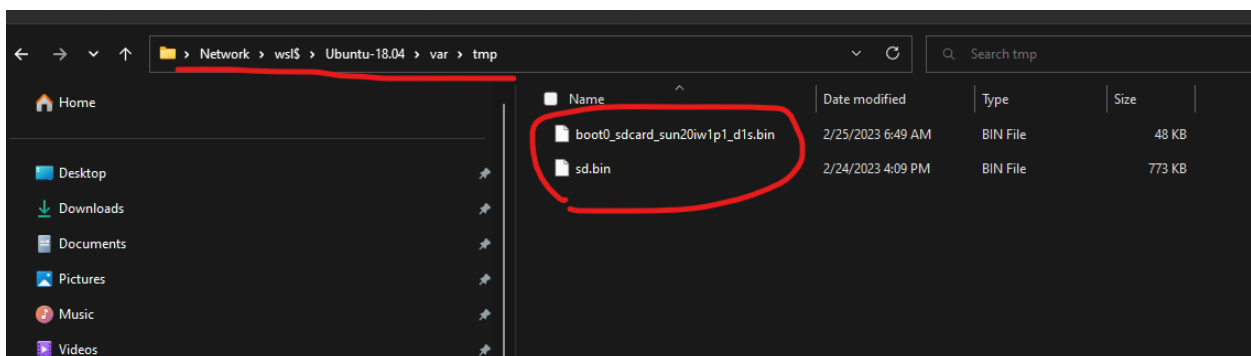 Network > wsl$ > Ubuntu-18.04 > var > tmp
Search tmp
Home
Name
Date modified
Type
Size
boot0_sdcard_sun20iw1p1_d1s.bin
2/25/2023 6:49 AM
BIN File
48 KB
Desktop
sd.bin
2/24/2023 4:09 PM
BIN File
773 KB
Downloads
Documents
Pictures
Music
Videos